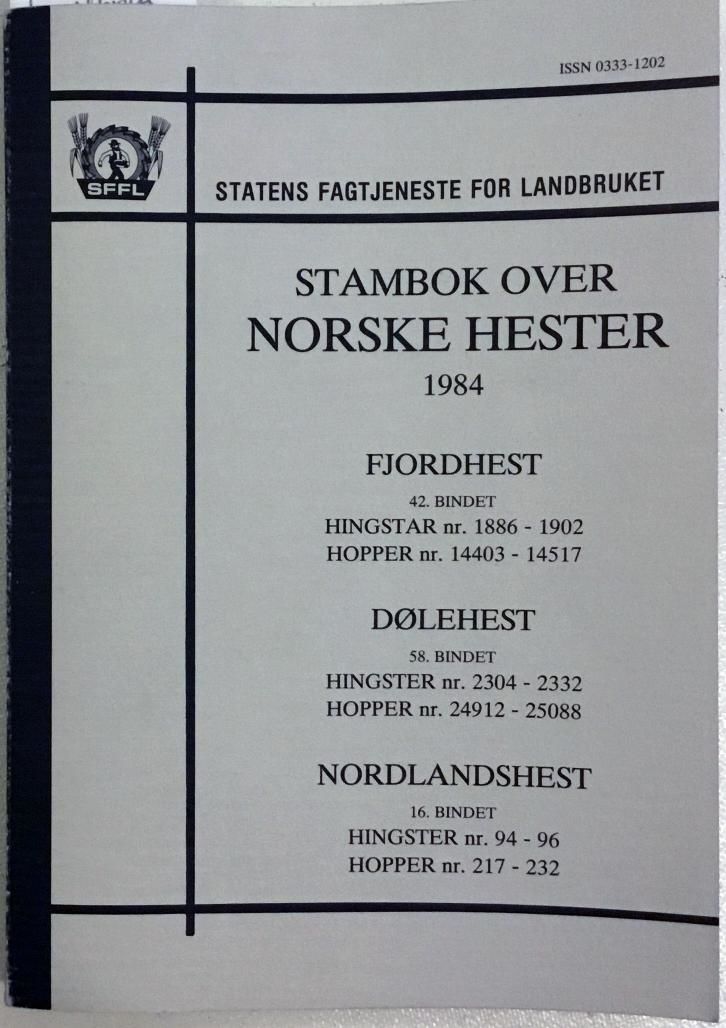 ISSN 0333-1202
SFFL
STATENS FAGTJENESTE FOR LANDBRUKET
STAMBOK OVER
NORSKE HESTER
1984
FJORDHEST
42. BINDET
HINGSTAR nr. 1886 - 1902
HOPPER nr. 14403 - 14517
DØLEHEST
58. BINDET
HINGSTER nr. 2304 - 2332
HOPPER nr. 24912 - 25088
NORDLANDSHEST
16. BINDET
HINGSTER nr. 94 - 96
HOPPER nr. 217 - 232